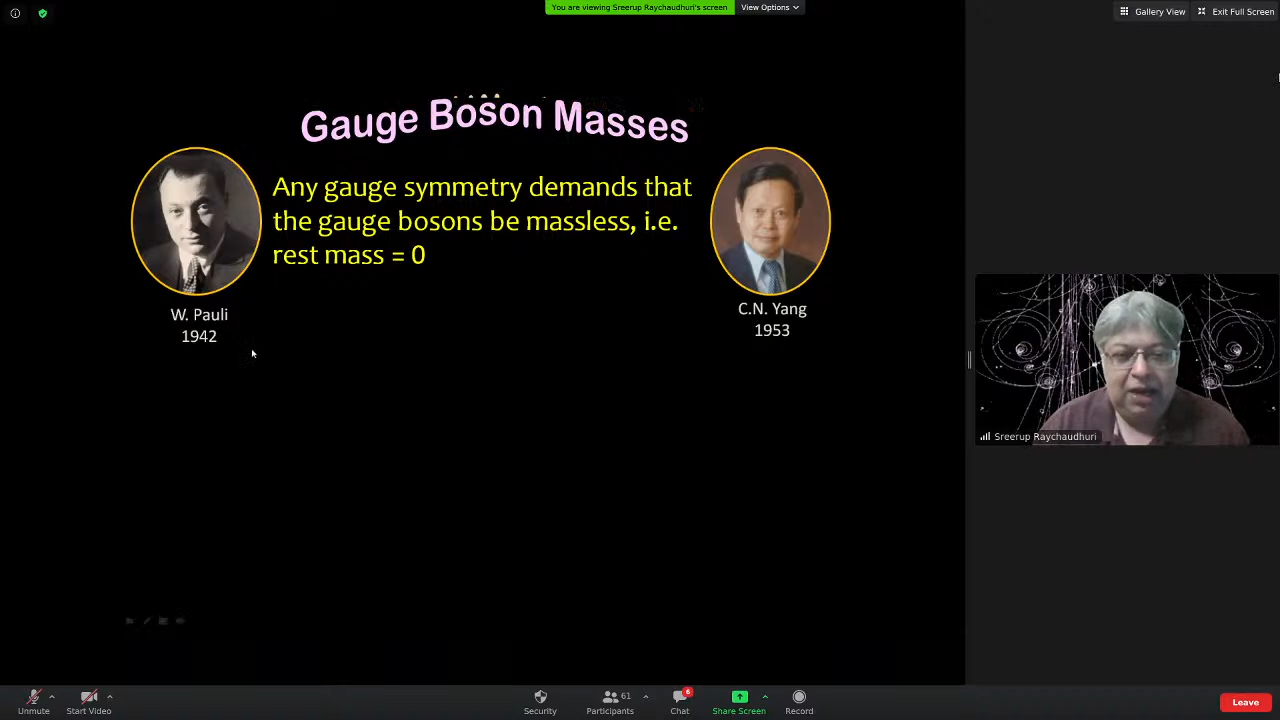 You are viewing Sreerup Raychaudhuri's screen
View Options
Gallery View
Exit Full Screen
Gauge Boson Masses
Any gauge symmetry demands that
the gauge bosons be massless, i.e.
rest mass = 0
W. Pauli
1942
C.N. Yang
1953
Sreerup Raychaudhuri
Unmute
Start Video
Security
Participants
61
Chat
6
Share Screen
Record
Leave